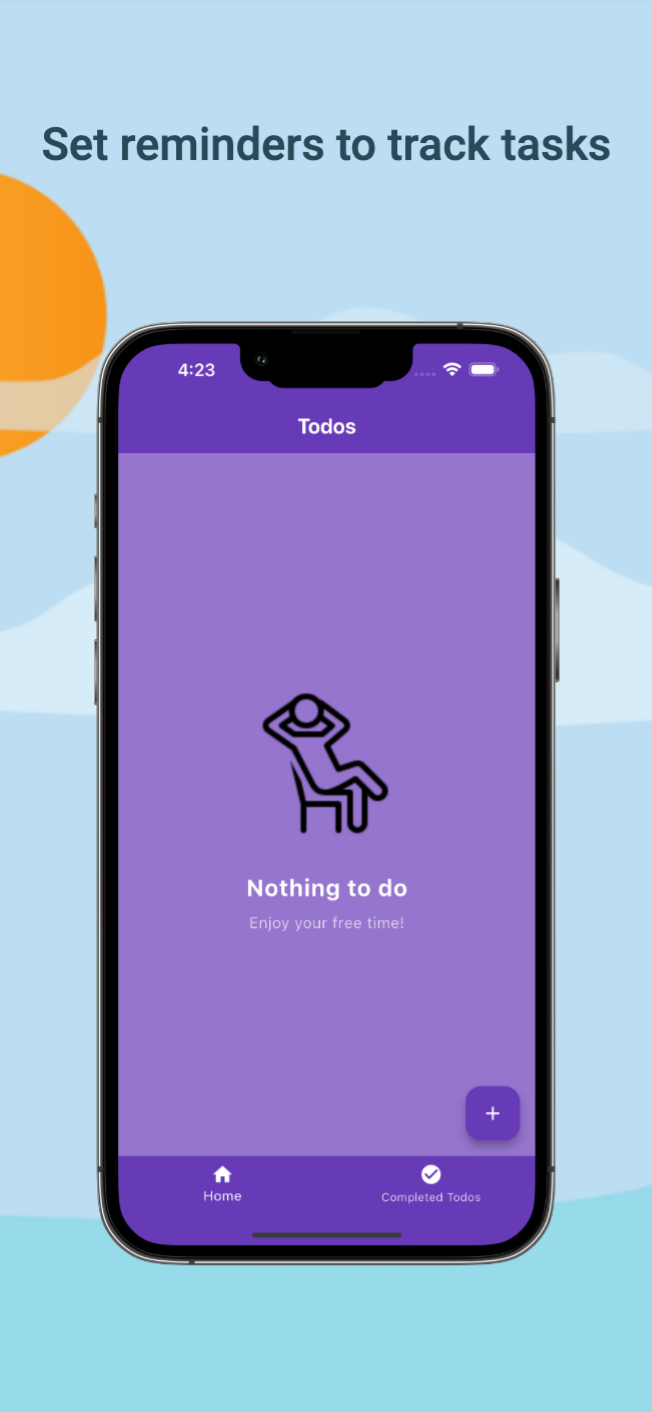 Set reminders to track tasks
4:23
Todos
Nothing to do
Enjoy your free time!
+
Home
Completed Todos